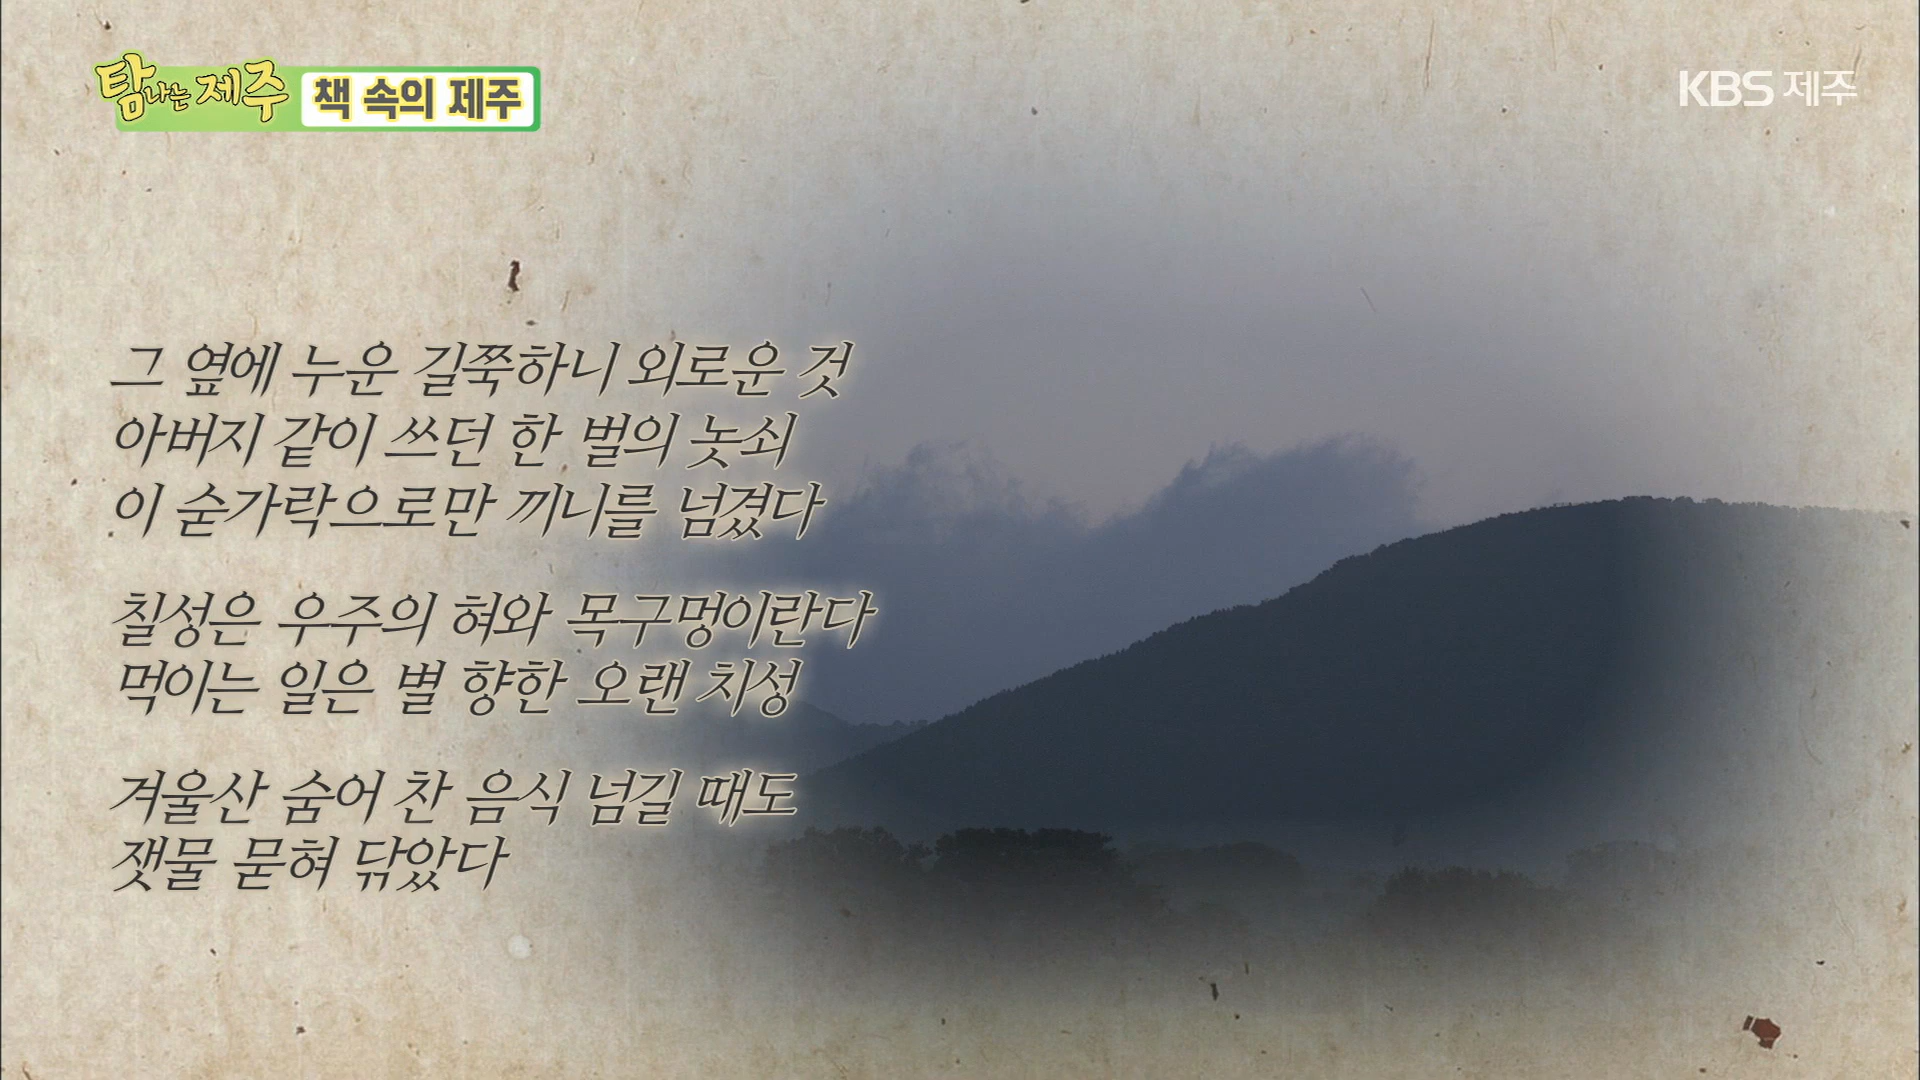 탐나는 제주 책 속의 제주
KBS 제주
그 옆에 누운 길쭉하니 외로운 것
아버지 같이 쓰던 한 벌의 놋쇠
이 숟가락으로만 끼니를 넘겼다
칠성은 우주의 혀와 목구멍이란다
먹이는 일은 별 향한 오랜 치성
겨울산 숨어 찬 음식 넘길 때도
잿물 묻혀 닦았다